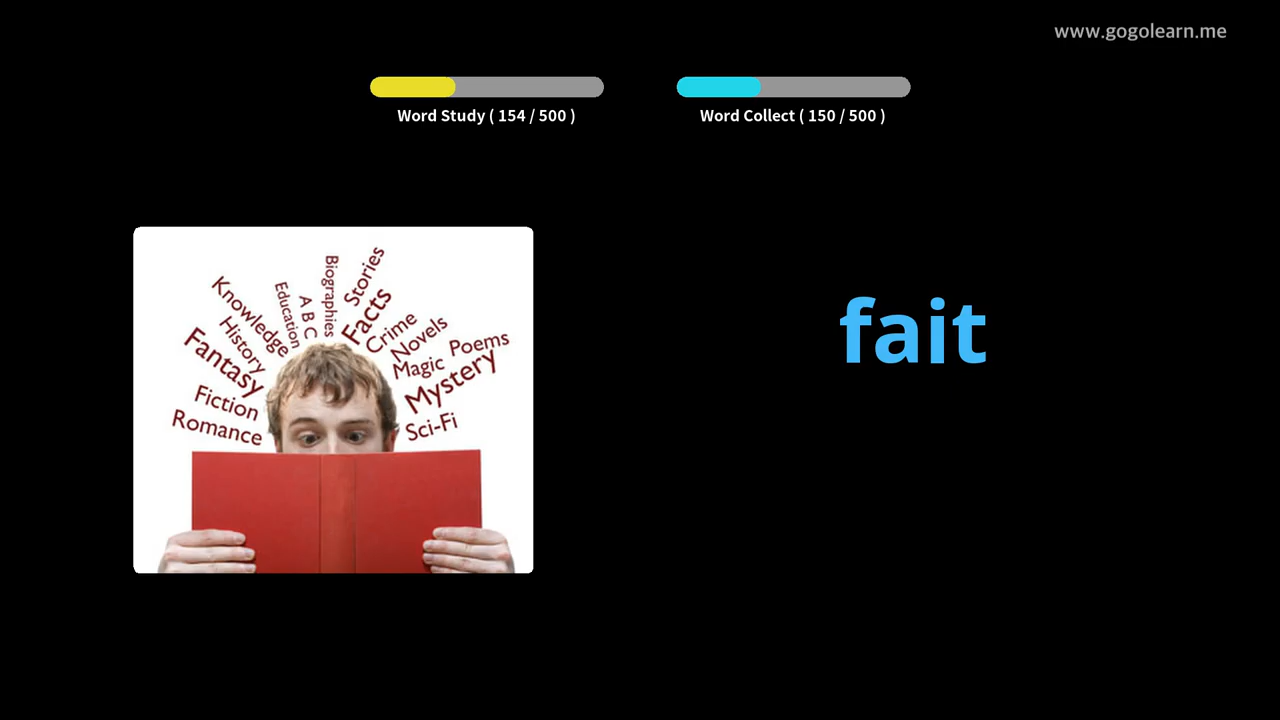 www.gogolearn.me
Word Study ( 154 / 500 )
Word Collect ( 150 / 500 )
Biographies
Stories
Education
A B C
Facts
Knowledge
Crime
History
Novels
Fantasy
Magic
Poems
Mystery
Fiction
Romance
Sci-Fi
fait